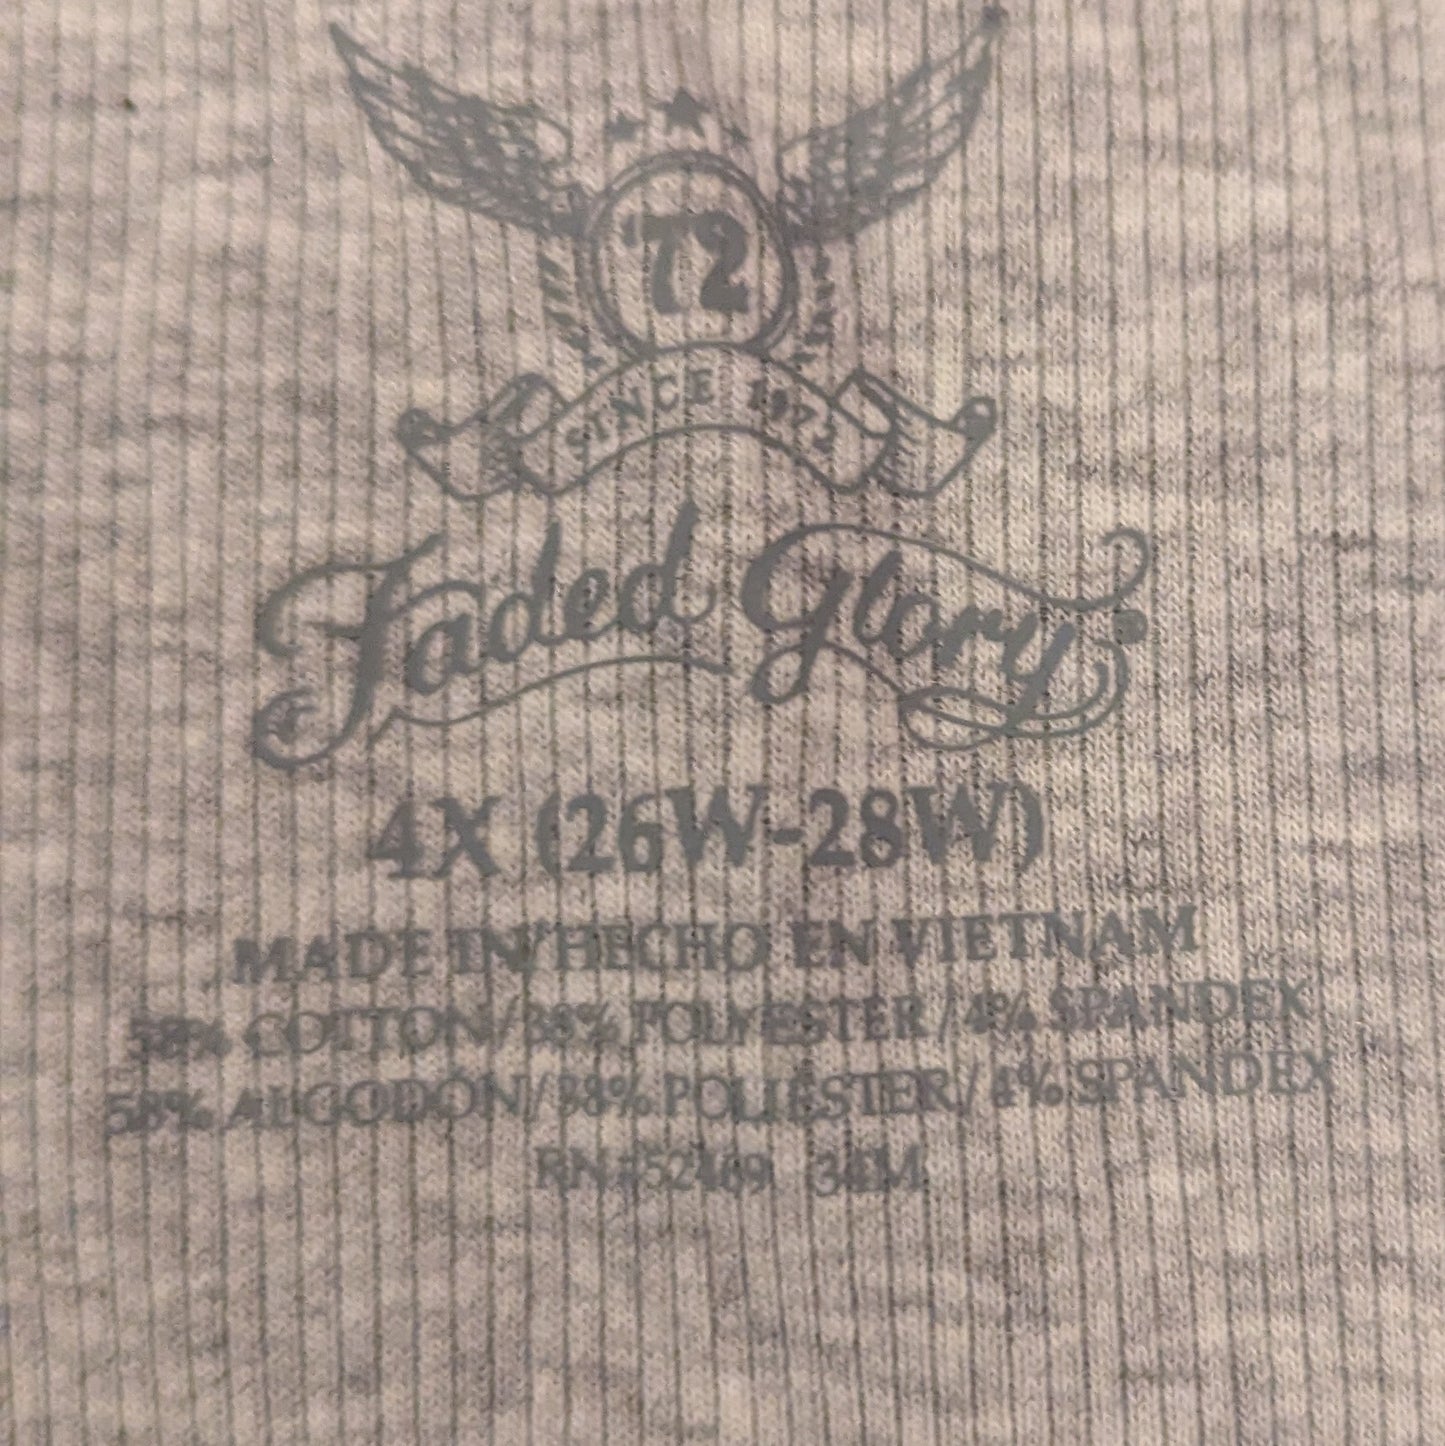 '72
SINCE 1972
Faded Glory
4X (26W-28W)
MADE IN/HECHO EN VIETNAM
58% COTTON/38% POLYESTER/4% SPANDEX
58% ALGODON/38% POLIESTER/4% SPANDEX
RN#52469 34M